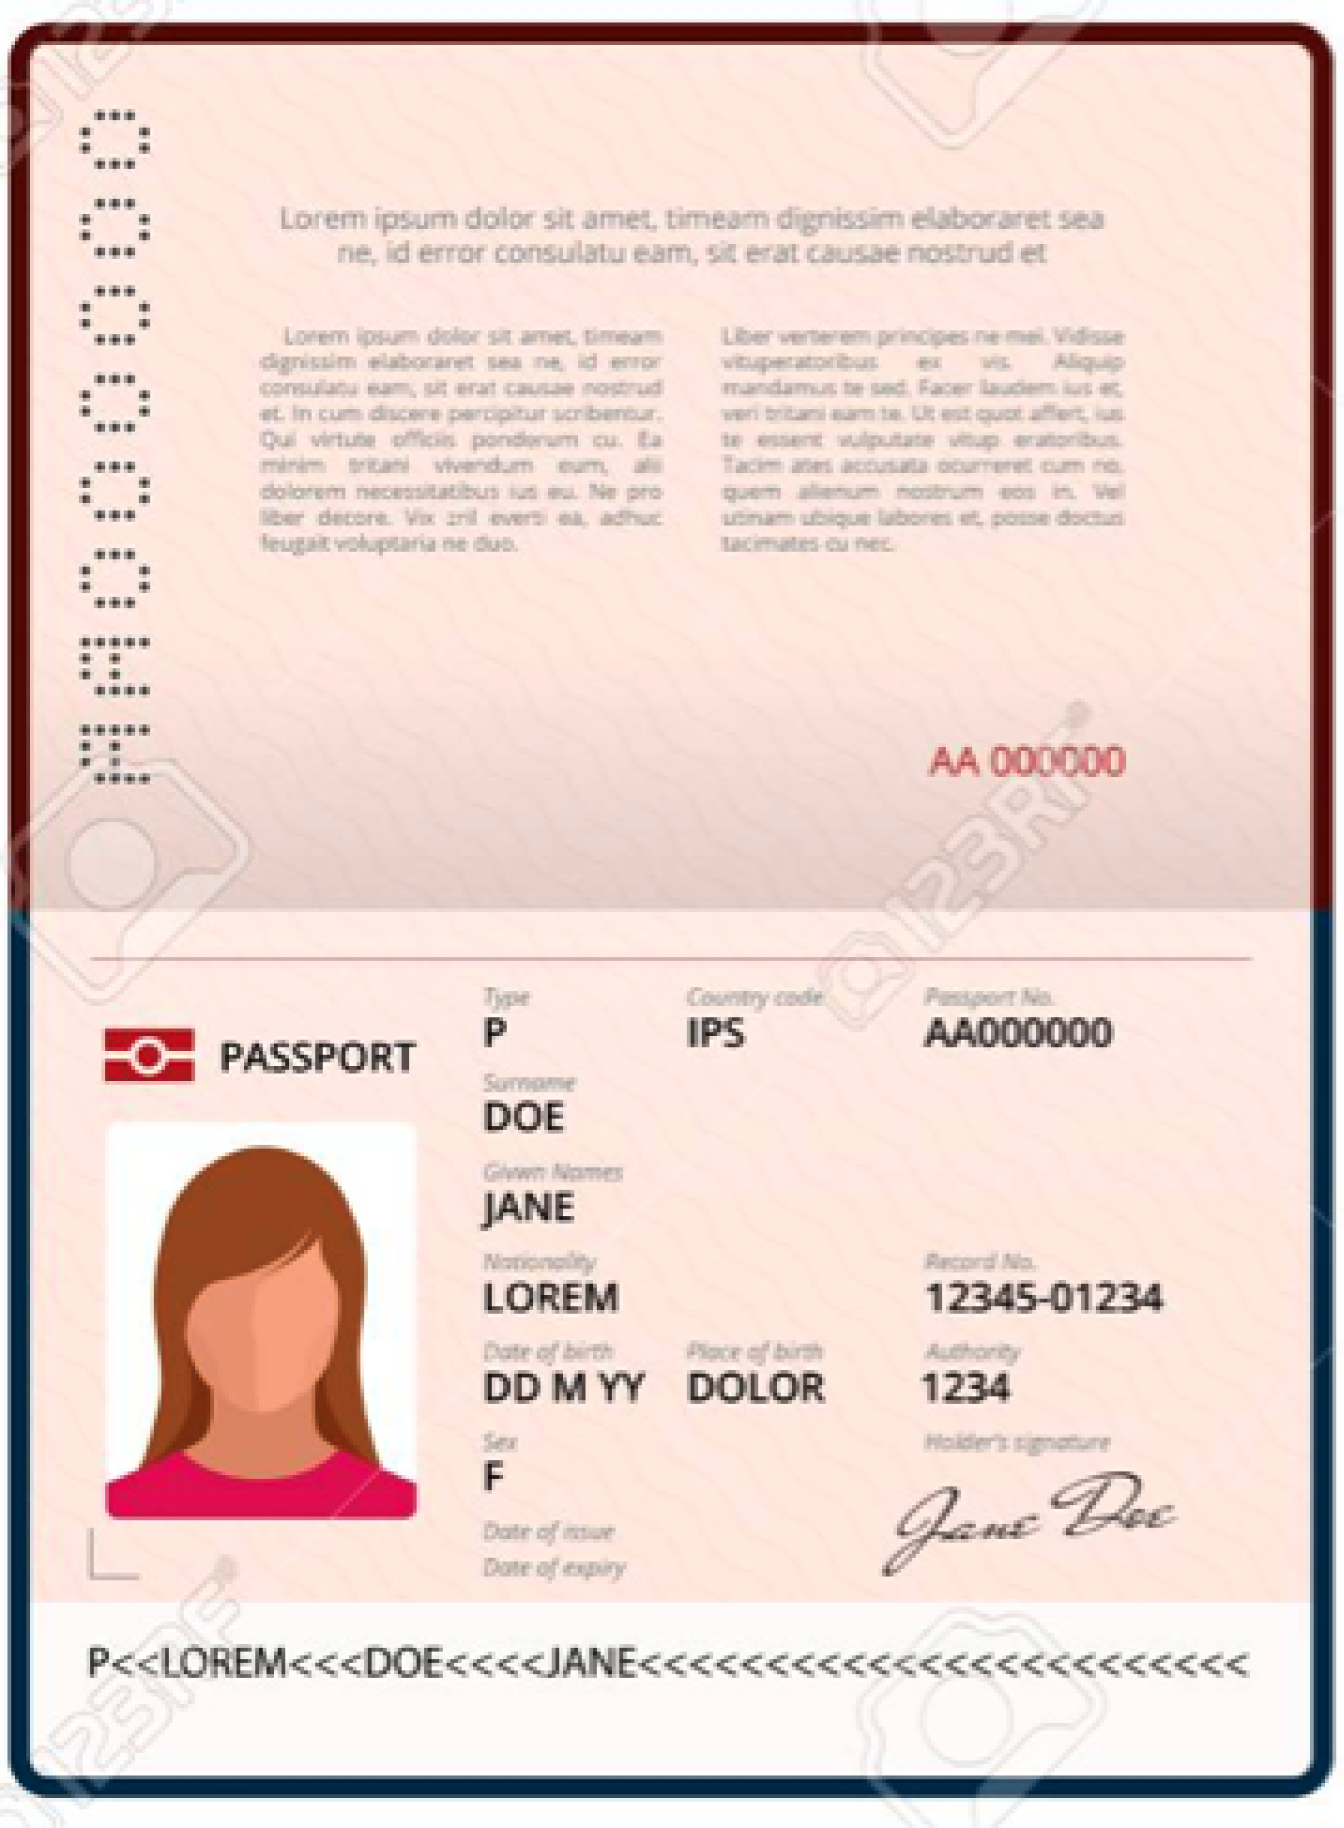 Lorem ipsum dolor sit amet, timeam dignissim elaboraret sea
ne, id error consulatu eam, sit erat causae nostrud et
Lorem ipsum dolor sit amet, timeam
dignissim elaboraret sea ne, id error
consulatu eam, sit erat causae nostrud
et. In cum discere percipitur scribentur.
Qui virtute officiis ponderum cu. Ea
minim tritani vivendum eum, alii
dolorem necessitatibus ius eu. Ne pro
liber decore. Vix zril everti ea, adhuc
feugait voluptaria ne duo.
Liber verterem principes ne mei. Vidisse
vituperatoribus ex vis. Aliquip
mandamus te sed. Facer laudem ius et,
veri tritani eam te. Ut est quot affert, ius
te essent vulputate vitup eratoribus.
Tacim ates accusata ocurreret cum no,
quem alienum nostrum eos in. Vel
utinam ubique labores et, posse doctus
tacimates cu nec.
AA000000
AA 000000
PASSPORT
Type
P
Country code
IPS
Passport No.
AA000000
Surname
DOE
Given Names
JANE
Nationality
LOREM
Record No.
12345-01234
Date of birth
DD M YY
Place of birth
DOLOR
Authority
1234
Sex
F
Holder's signature
Jane Doe
Date of issue
Date of expiry
P<<LOREM<<<DOE<<<<JANE<<<<<<<<<<<<<<<<<<<<<<<<
123RF